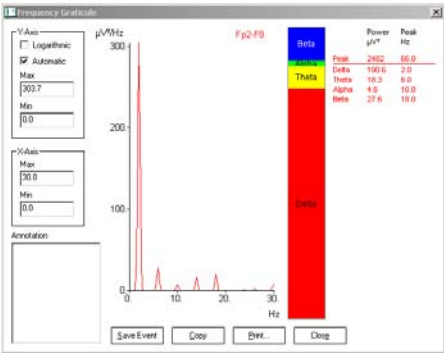 Frequency Graticule
Y-Axis
Logarithmic
Automatic
Max
303.7
Min
0.0
X-Axis
Max
30.0
Min
0.0
Annotation
µV²/Hz
Fp2-F8
300.
200.
100.
0.
0.
10.
20.
30.
Hz
Beta
Alpha
Theta
Delta
Power Peak
µV² Hz
Peak 2482 66.0
Delta 190.6 2.0
Theta 18.3 6.0
Alpha 4.8 10.0
Beta 27.6 18.0
Save Event
Copy
Print...
Close